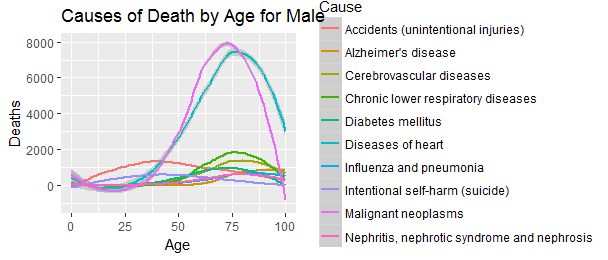 Causes of Death by Age for Male
Cause
Accidents (unintentional injuries)
Alzheimer's disease
Cerebrovascular diseases
Chronic lower respiratory diseases
Diabetes mellitus
Diseases of heart
Influenza and pneumonia
Intentional self-harm (suicide)
Malignant neoplasms
Nephritis, nephrotic syndrome and nephrosis
Deaths
8000
6000
4000
2000
0
0 25 50 75 100
Age